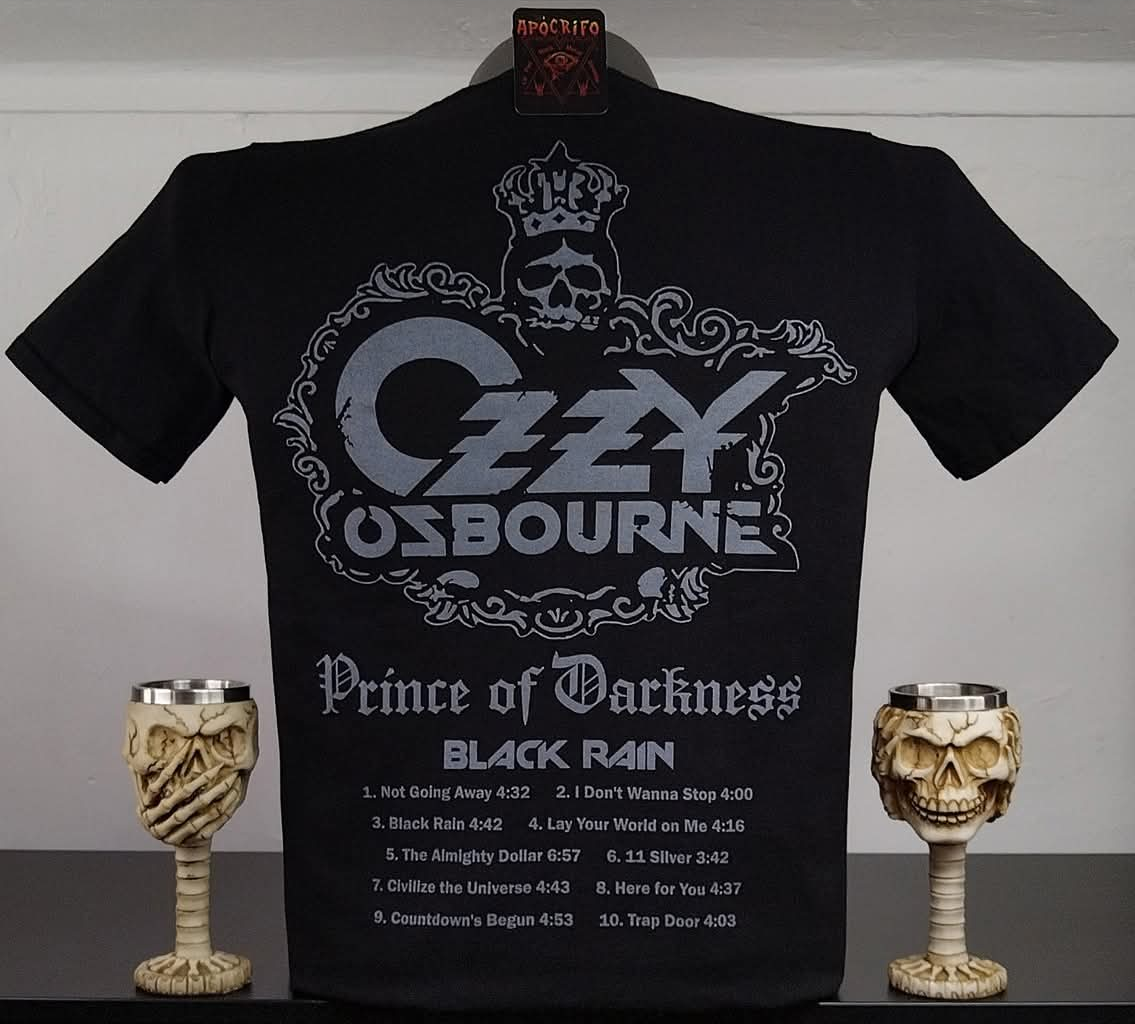 APÓCRIFO
OZZY
OSBOURNE
Prince of Darkness
BLACK RAIN
1. Not Going Away 4:32 2. I Don't Wanna Stop 4:00
3. Black Rain 4:42 4. Lay Your World on Me 4:16
5. The Almighty Dollar 6:57 6. 11 Silver 3:42
7. Civilize the Universe 4:43 8. Here for You 4:37
9. Countdown's Begun 4:53 10. Trap Door 4:03